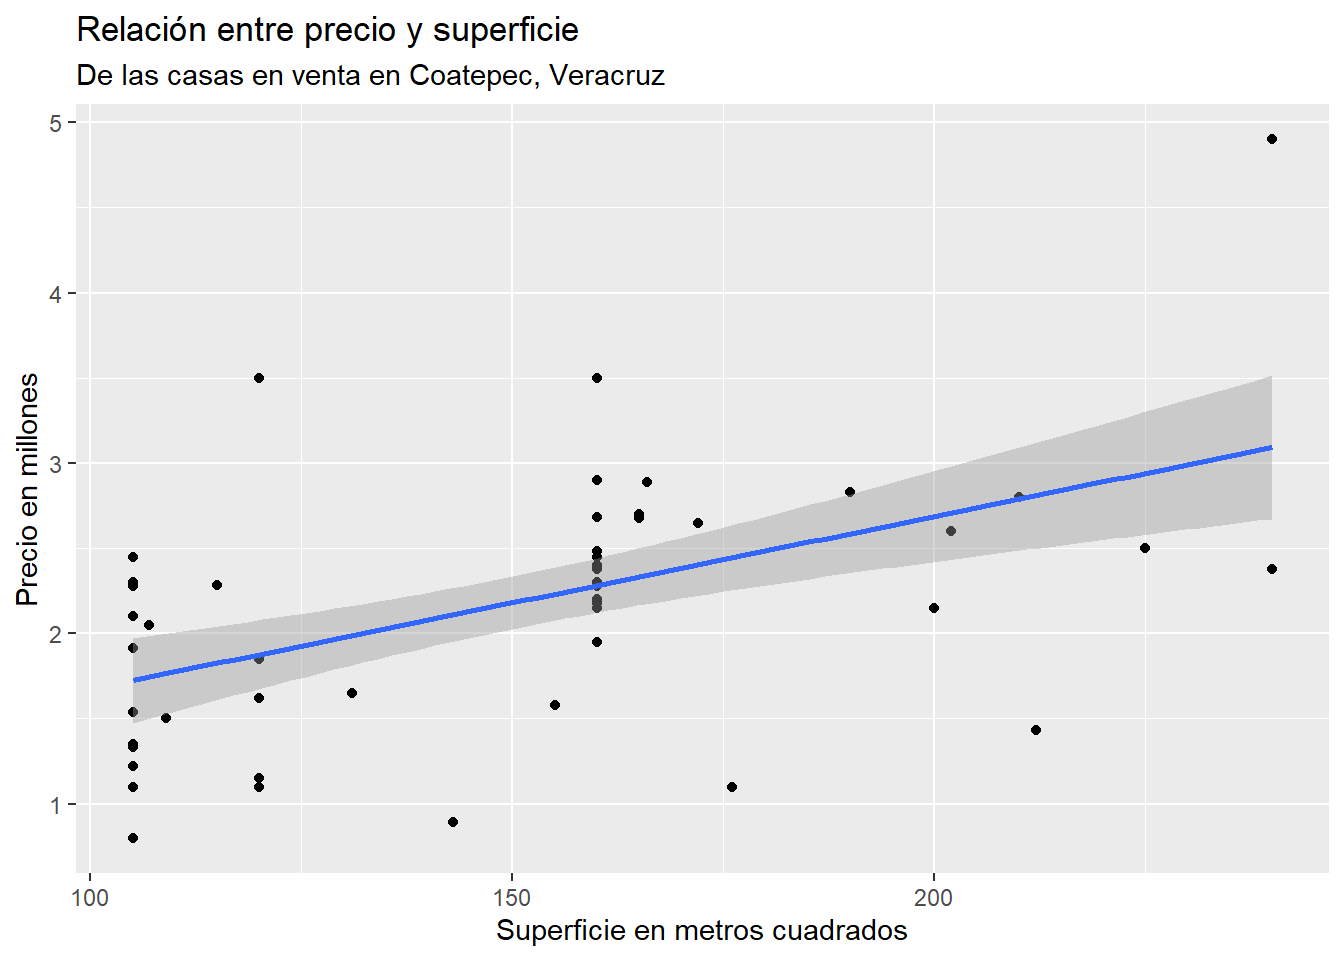 Relación entre precio y superficie
De las casas en venta en Coatepec, Veracruz
5
4
3
2
1
Precio en millones
100 150 200
Superficie en metros cuadrados